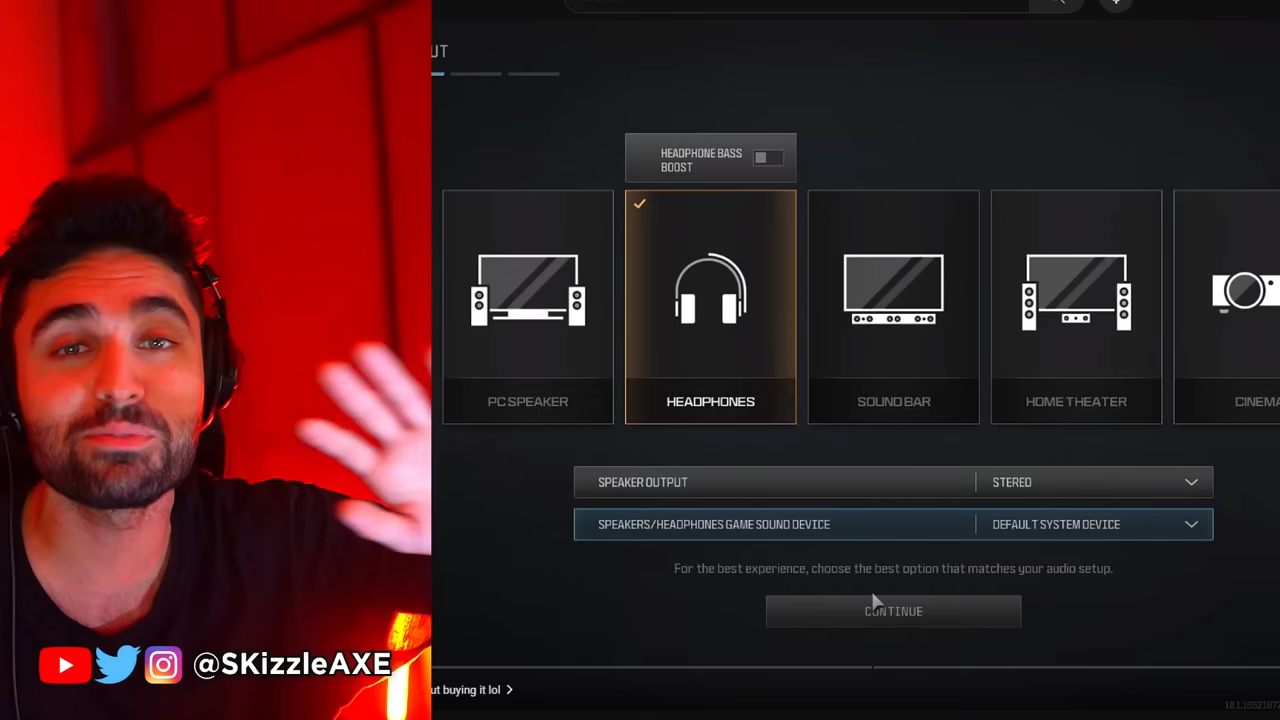 UT
HEADPHONE BASS
BOOST
PC SPEAKER
HEADPHONES
SOUND BAR
HOME THEATER
CINEMA
SPEAKER OUTPUT
STEREO
SPEAKERS/HEADPHONES GAME SOUND DEVICE
DEFAULT SYSTEM DEVICE
For the best experience, choose the best option that matches your audio setup.
CONTINUE
@SKizzleAXE
ut buying it lol >